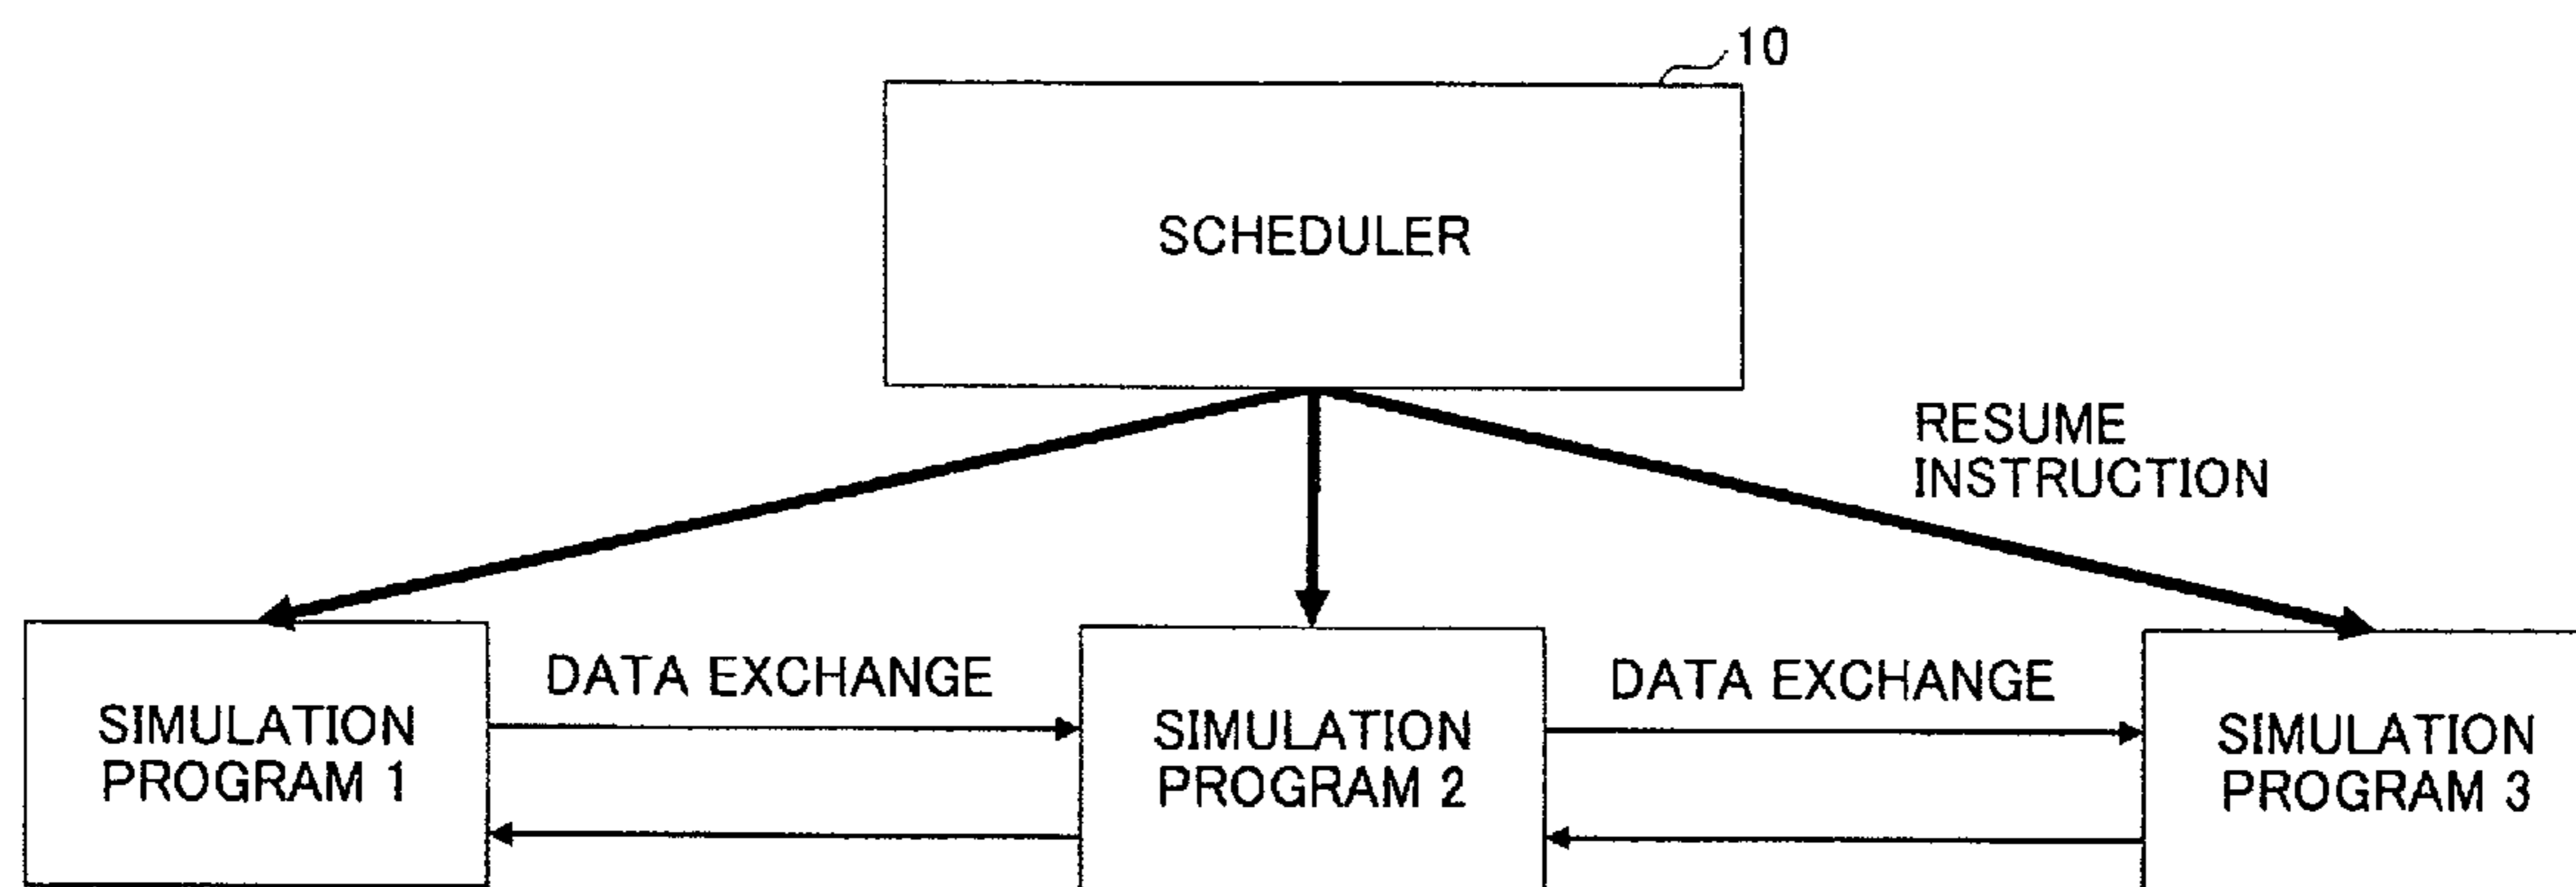 10
SCHEDULER
RESUME
INSTRUCTION
DATA EXCHANGE
DATA EXCHANGE
SIMULATION
PROGRAM 1
SIMULATION
PROGRAM 2
SIMULATION
PROGRAM 3